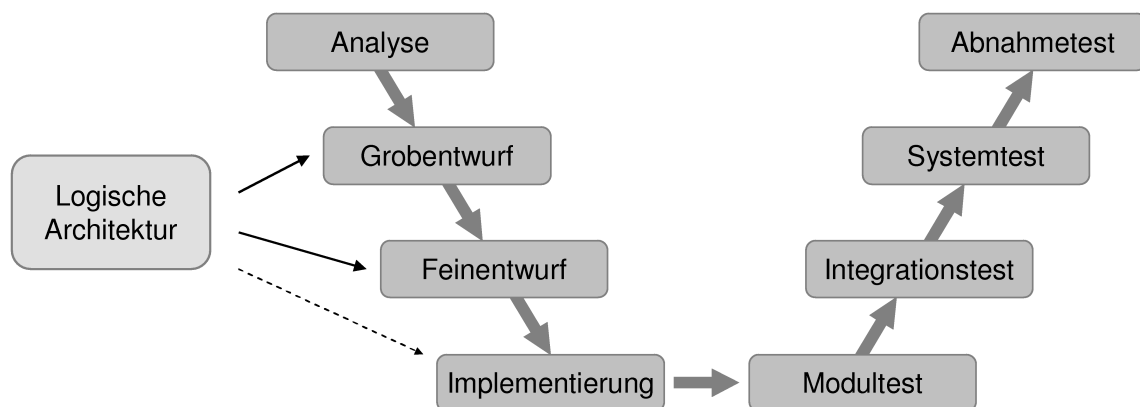 Analyse
Abnahmetest
Grobentwurf
Systemtest
Logische
Architektur
Feinentwurf
Integrationstest
Implementierung
Modultest